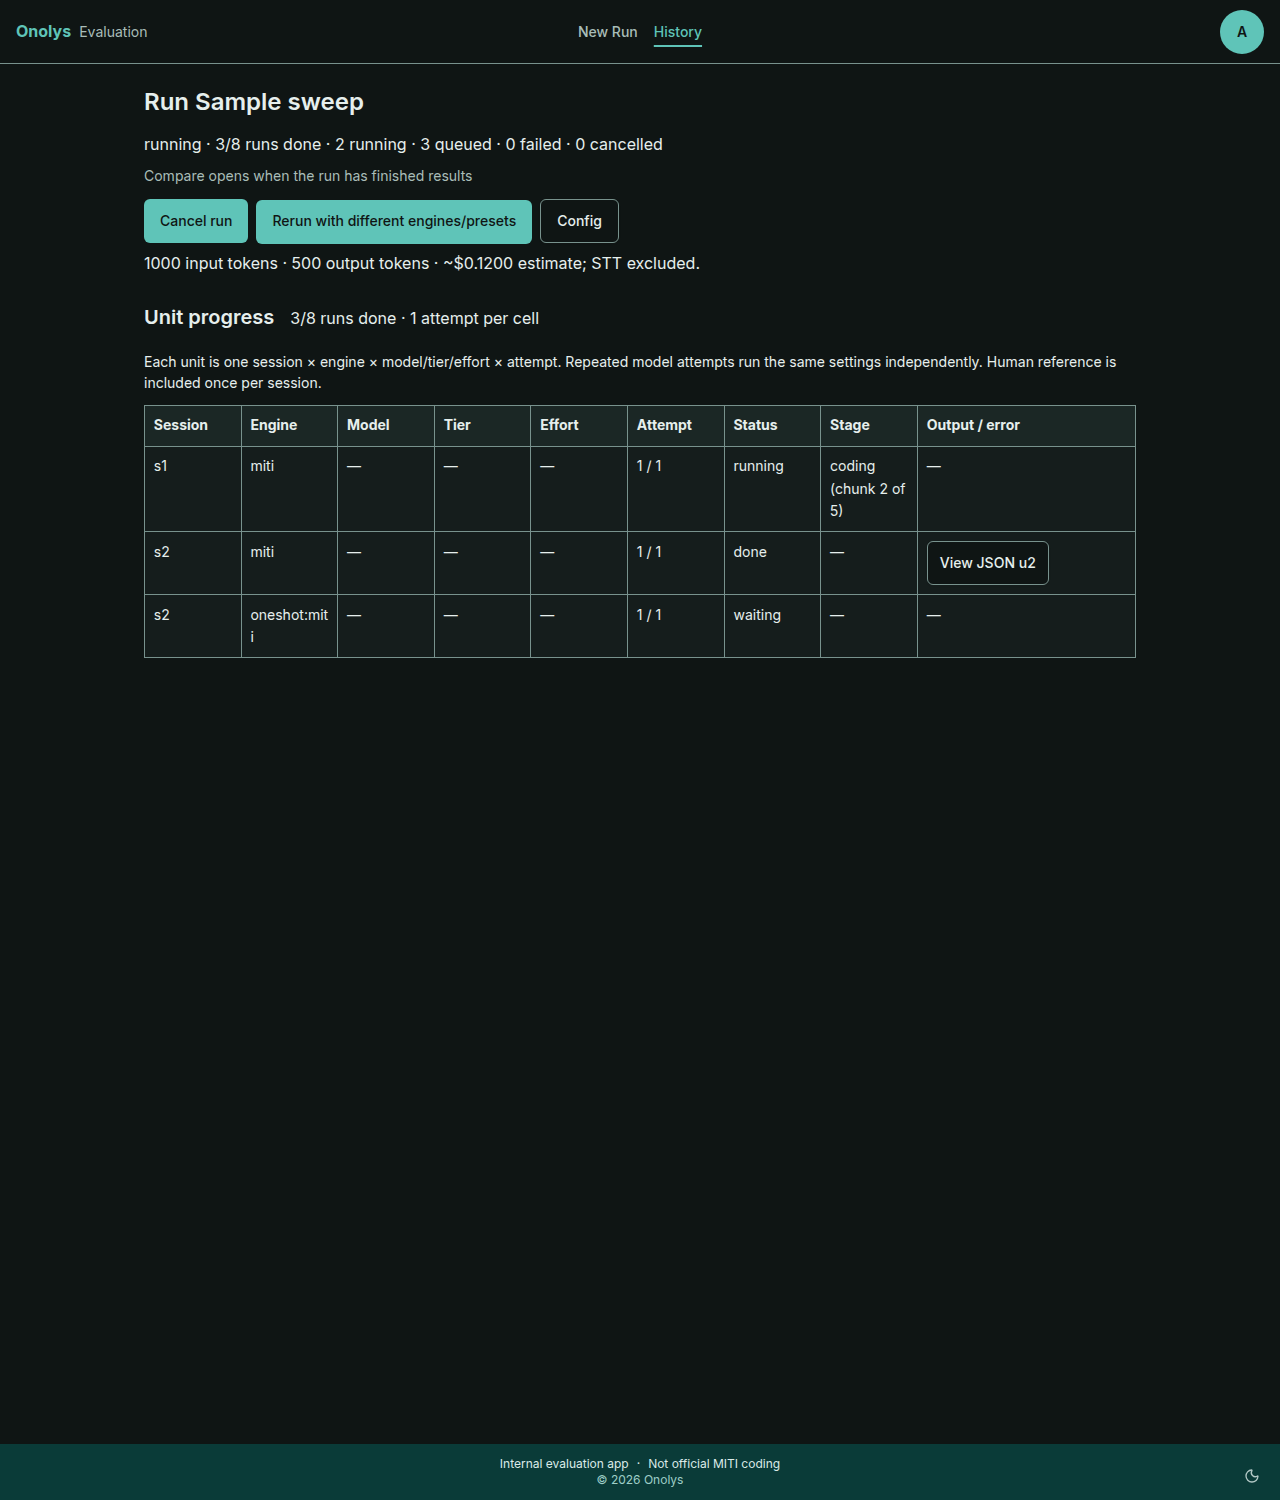 Onolys Evaluation New Run History A
Run Sample sweep
running · 3/8 runs done · 2 running · 3 queued · 0 failed · 0 cancelled
Compare opens when the run has finished results
Cancel run Rerun with different engines/presets Config
1000 input tokens · 500 output tokens · ~$0.1200 estimate; STT excluded.
Unit progress 3/8 runs done · 1 attempt per cell
Each unit is one session × engine × model/tier/effort × attempt. Repeated model attempts run the same settings independently. Human reference is
included once per session.
Session Engine Model Tier Effort Attempt Status Stage Output / error
s1 miti — — — 1 / 1 running coding —
(chunk 2 of
5)
s2 miti — — — 1 / 1 done — View JSON u2
s2 oneshot:mit — — — 1 / 1 waiting — —
i
Internal evaluation app · Not official MITI coding
© 2026 Onolys